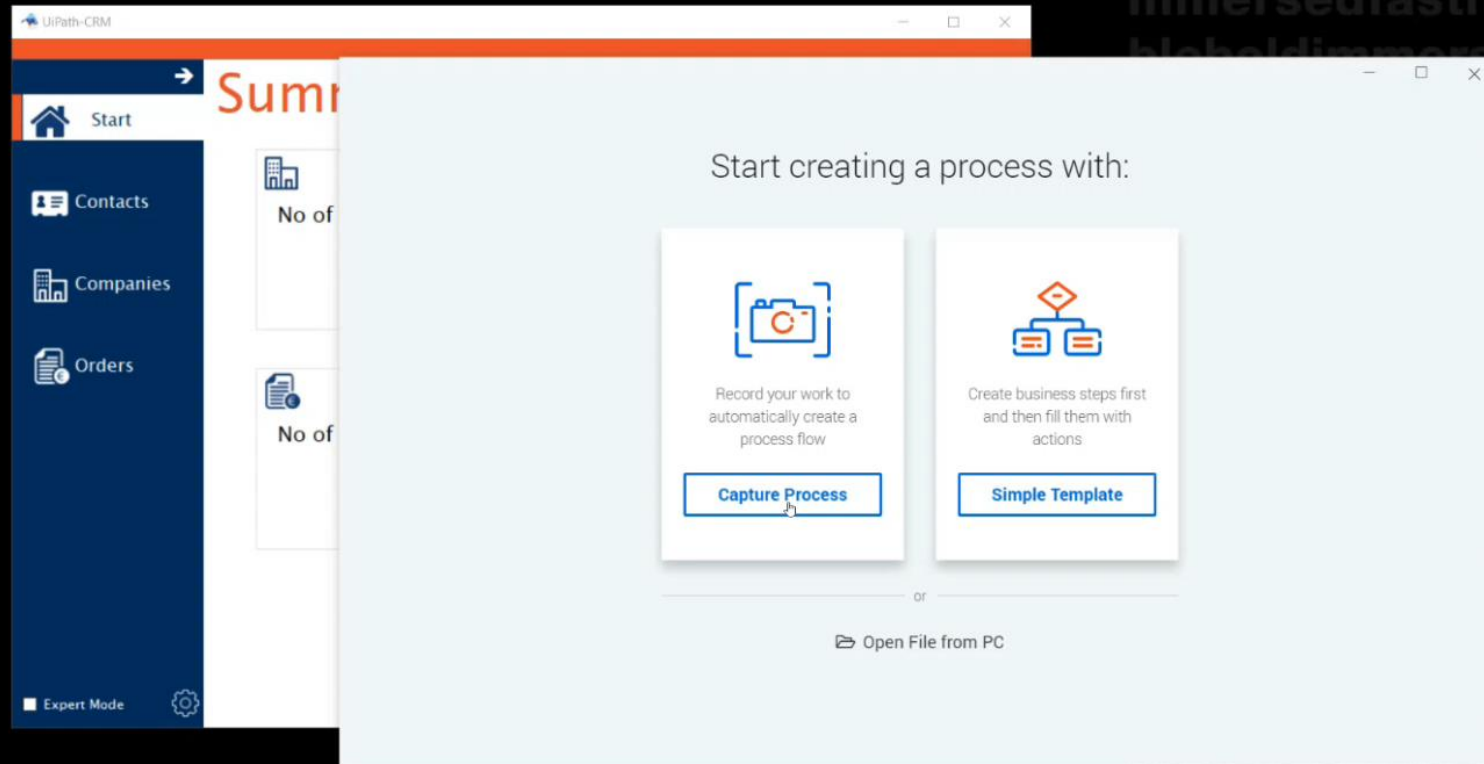 UiPath-CRM
Start
Contacts
Companies
Orders
Expert Mode
No of
No of
Start creating a process with:
Record your work to
automatically create a
process flow
Capture Process
Create business steps first
and then fill them with
actions
Simple Template
or
Open File from PC